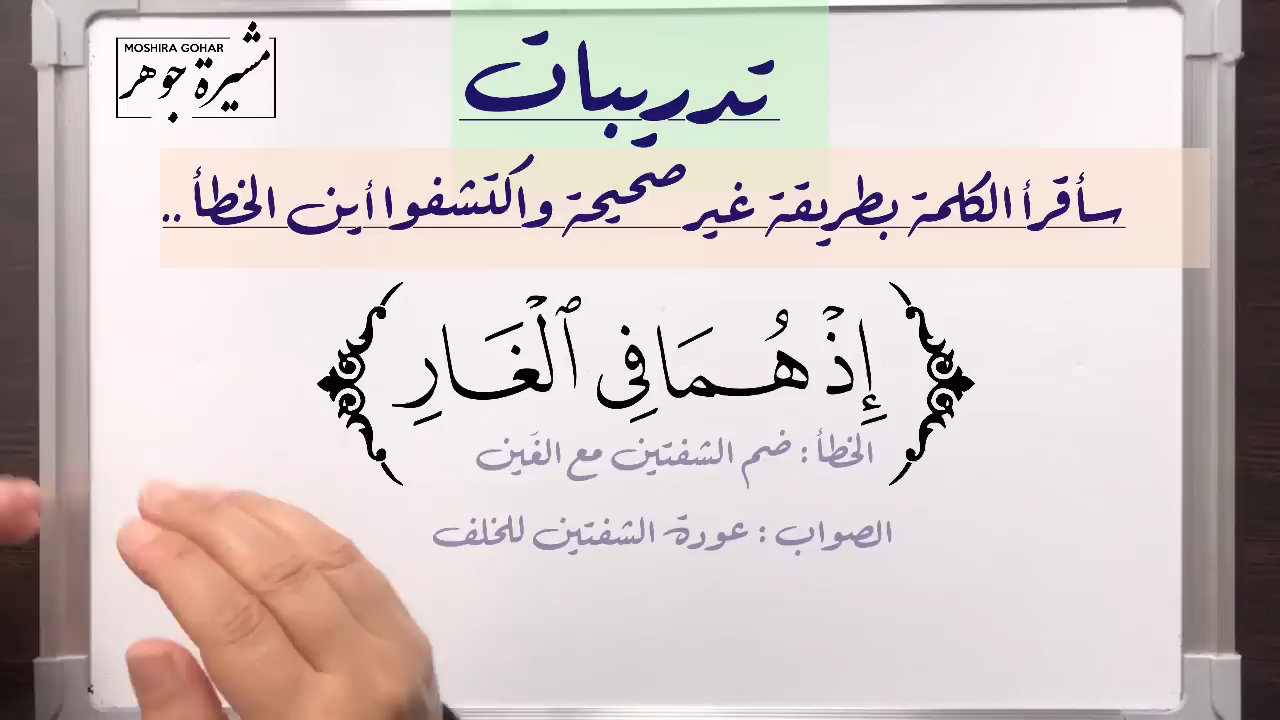 MOSHIRA GOHAR
مشيرة جوهر
تدريبات
سأقرأ الكلمة بطريقة غير صحيحة واكتشفوا أين الخطأ ..
إِذۡ هُمَا فِى ٱلۡغَارِ
الخطأ : ضم الشفتين مع الغَين
الصواب : عودة الشفتين للخلف